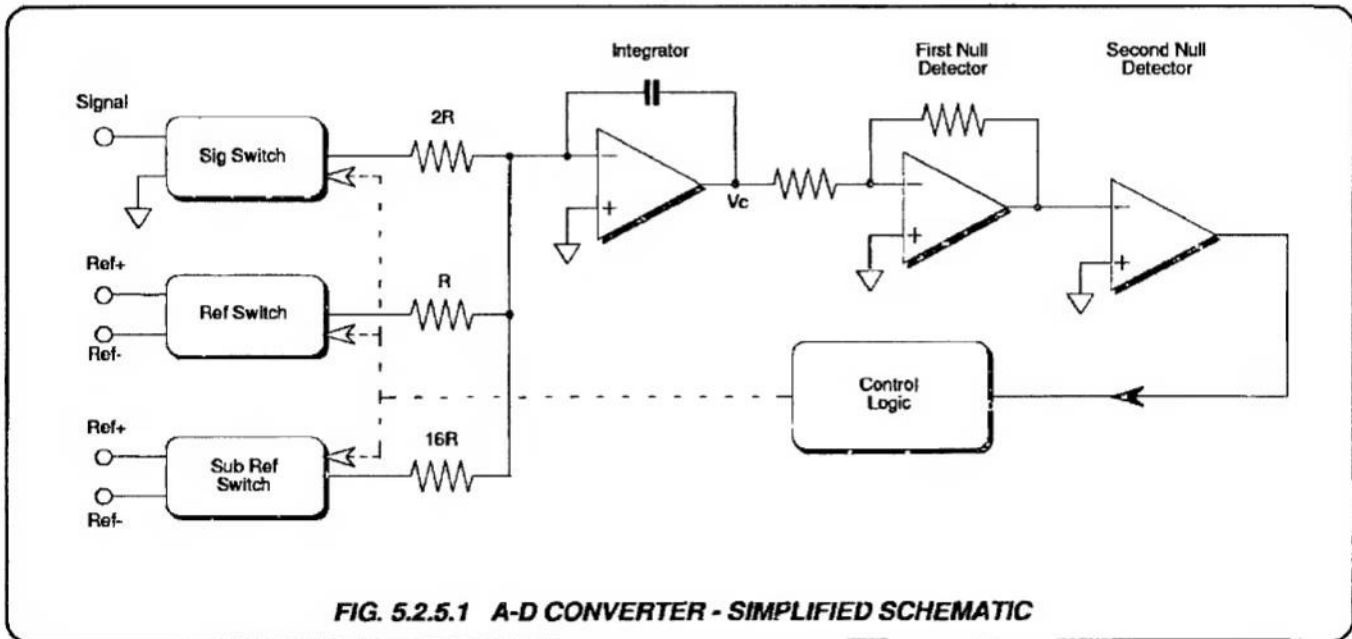 Integrator
First Null
Detector
Second Null
Detector
Signal
2R
Sig Switch
−
+
Vc
−
+
−
+
Ref+
Ref-
Ref Switch
R
Control
Logic
Ref+
Ref-
Sub Ref
Switch
16R
FIG. 5.2.5.1 A-D CONVERTER - SIMPLIFIED SCHEMATIC